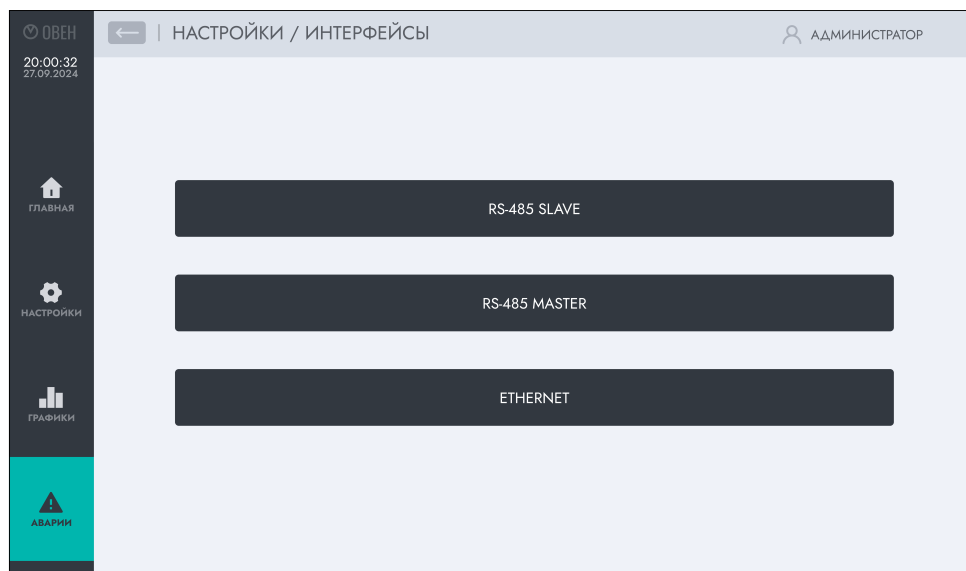 ОВЕН
20:00:32
27.09.2024
| НАСТРОЙКИ / ИНТЕРФЕЙСЫ
АДМИНИСТРАТОР
ГЛАВНАЯ
НАСТРОЙКИ
ГРАФИКИ
АВАРИИ
RS-485 SLAVE
RS-485 MASTER
ETHERNET